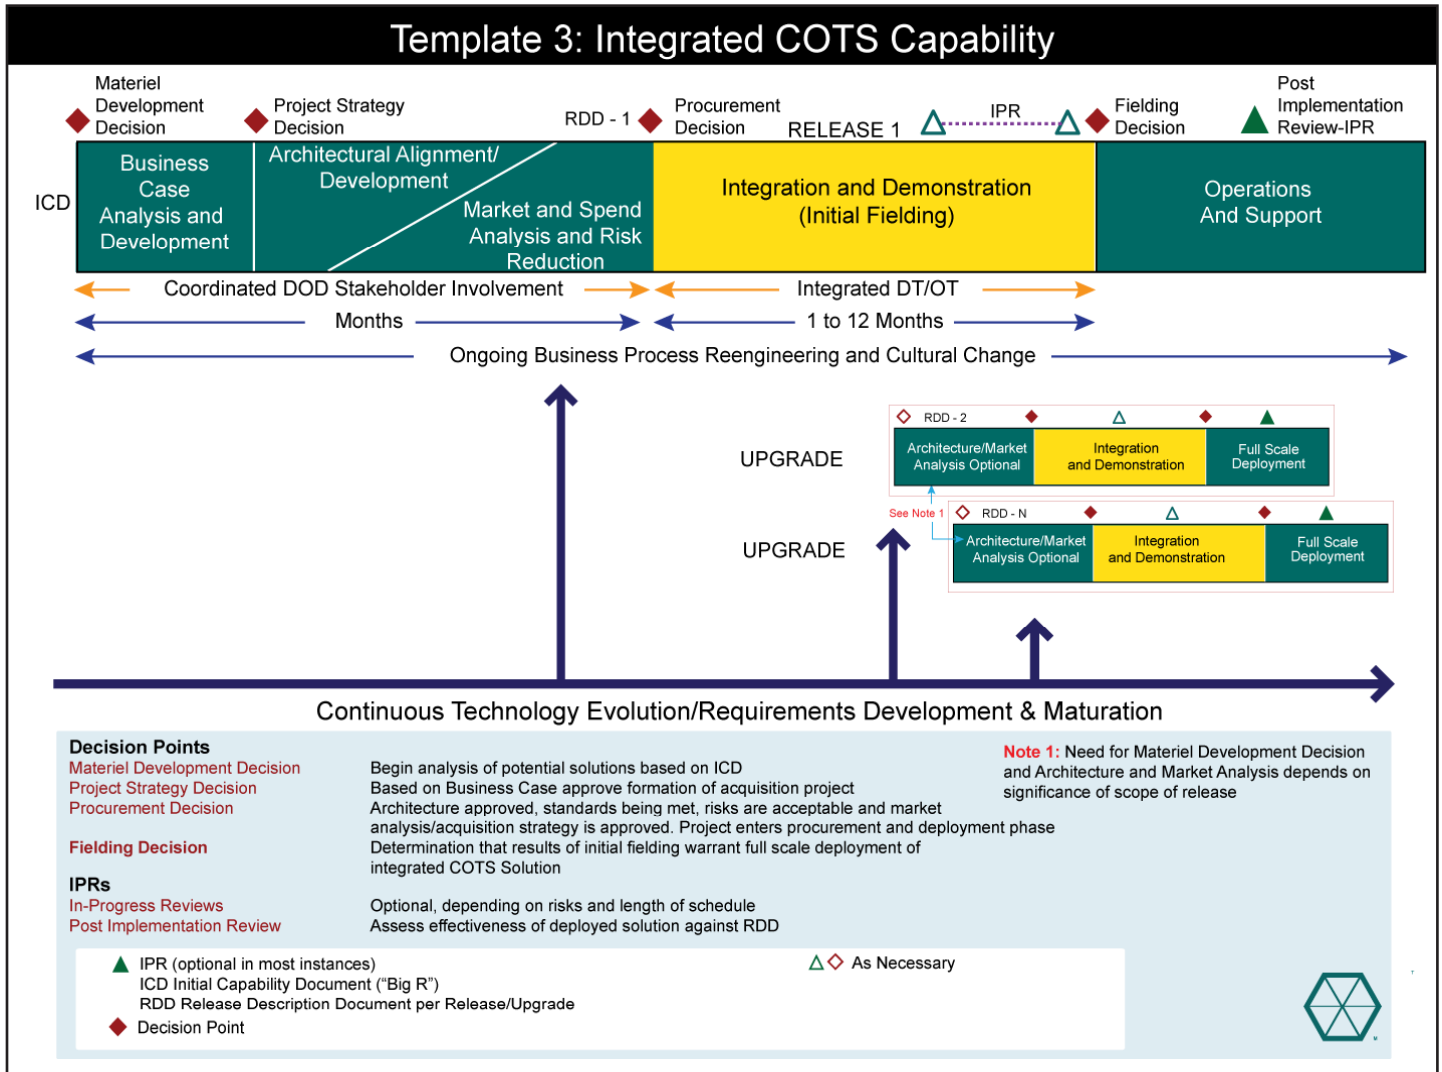 Template 3: Integrated COTS Capability
Materiel
Development
Decision
Project Strategy
Decision
RDD - 1
Procurement
Decision
RELEASE 1
IPR
Fielding
Decision
Post
Implementation
Review-IPR
ICD
Business
Case
Analysis and
Development
Architectural Alignment/
Development
Market and Spend
Analysis and Risk
Reduction
Integration and Demonstration
(Initial Fielding)
Operations
And Support
Coordinated DOD Stakeholder Involvement
Integrated DT/OT
Months
1 to 12 Months
Ongoing Business Process Reengineering and Cultural Change
UPGRADE
RDD - 2
Architecture/Market
Analysis Optional
Integration
and Demonstration
Full Scale
Deployment
See Note 1
UPGRADE
RDD - N
Architecture/Market
Analysis Optional
Integration
and Demonstration
Full Scale
Deployment
Continuous Technology Evolution/Requirements Development & Maturation
Decision Points
Materiel Development Decision Begin analysis of potential solutions based on ICD
Project Strategy Decision Based on Business Case approve formation of acquisition project
Procurement Decision Architecture approved, standards being met, risks are acceptable and market
analysis/acquisition strategy is approved. Project enters procurement and deployment phase
Fielding Decision Determination that results of initial fielding warrant full scale deployment of
integrated COTS Solution
IPRs
In-Progress Reviews Optional, depending on risks and length of schedule
Post Implementation Review Assess effectiveness of deployed solution against RDD
Note 1: Need for Materiel Development Decision
and Architecture and Market Analysis depends on
significance of scope of release
IPR (optional in most instances)
ICD Initial Capability Document (“Big R”)
RDD Release Description Document per Release/Upgrade
Decision Point
As Necessary